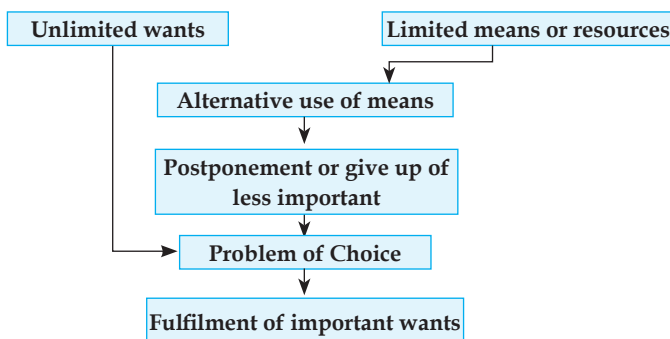 Unlimited wants
Limited means or resources
Alternative use of means
Postponement or give up of
less important
Problem of Choice
Fulfilment of important wants